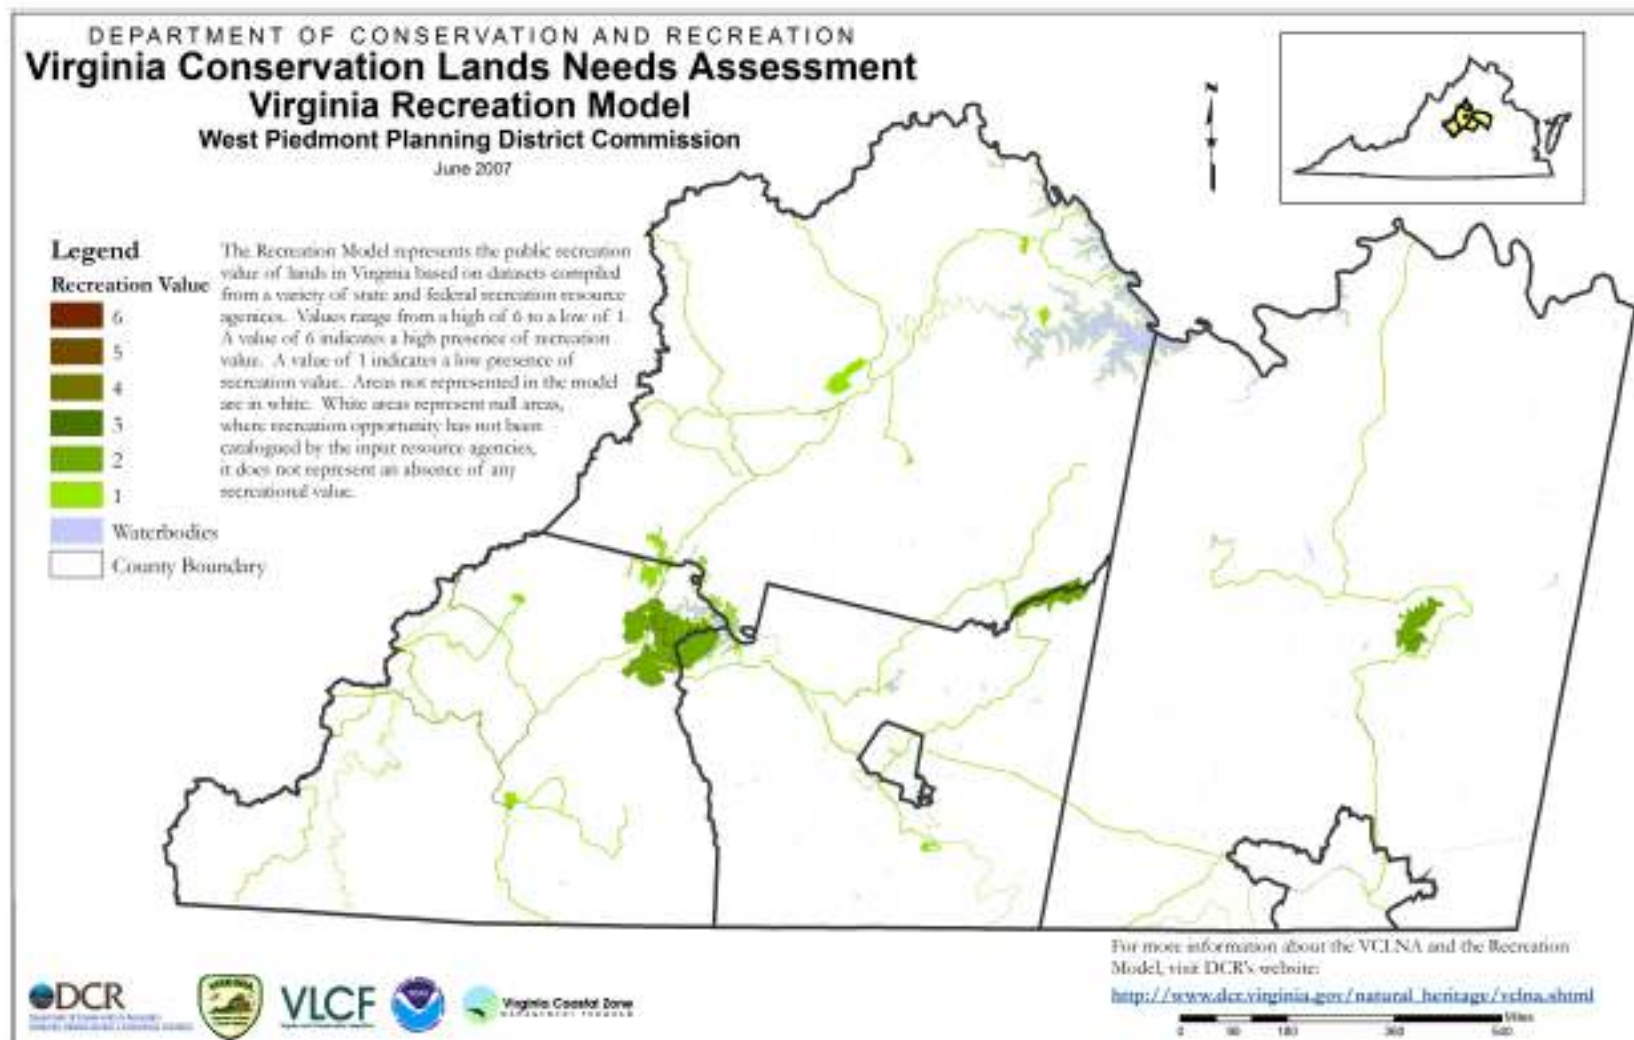 DEPARTMENT OF CONSERVATION AND RECREATION
Virginia Conservation Lands Needs Assessment
Virginia Recreation Model
West Piedmont Planning District Commission
June 2007
N
Legend
Recreation Value
6
5
4
3
2
1
Waterbodies
County Boundary
The Recreation Model represents the public recreation
value of lands in Virginia based on datasets compiled
from a variety of state and federal recreation resource
agencies. Values range from a high of 6 to a low of 1.
A value of 6 indicates a high presence of recreation
value. A value of 1 indicates a low presence of
recreation value. Areas not represented in the model
are in white. White areas represent null areas,
where recreation opportunity has not been
catalogued by the input resource agencies,
it does not represent an absence of any
recreational value.
For more information about the VCLNA and the Recreation
Model, visit DCR's website:
http://www.dcr.virginia.gov/natural_heritage/vclna.shtml
DCR
VLCF
Virginia Coastal Zone
MANAGEMENT PROGRAM
Miles
0 90 180 360 540